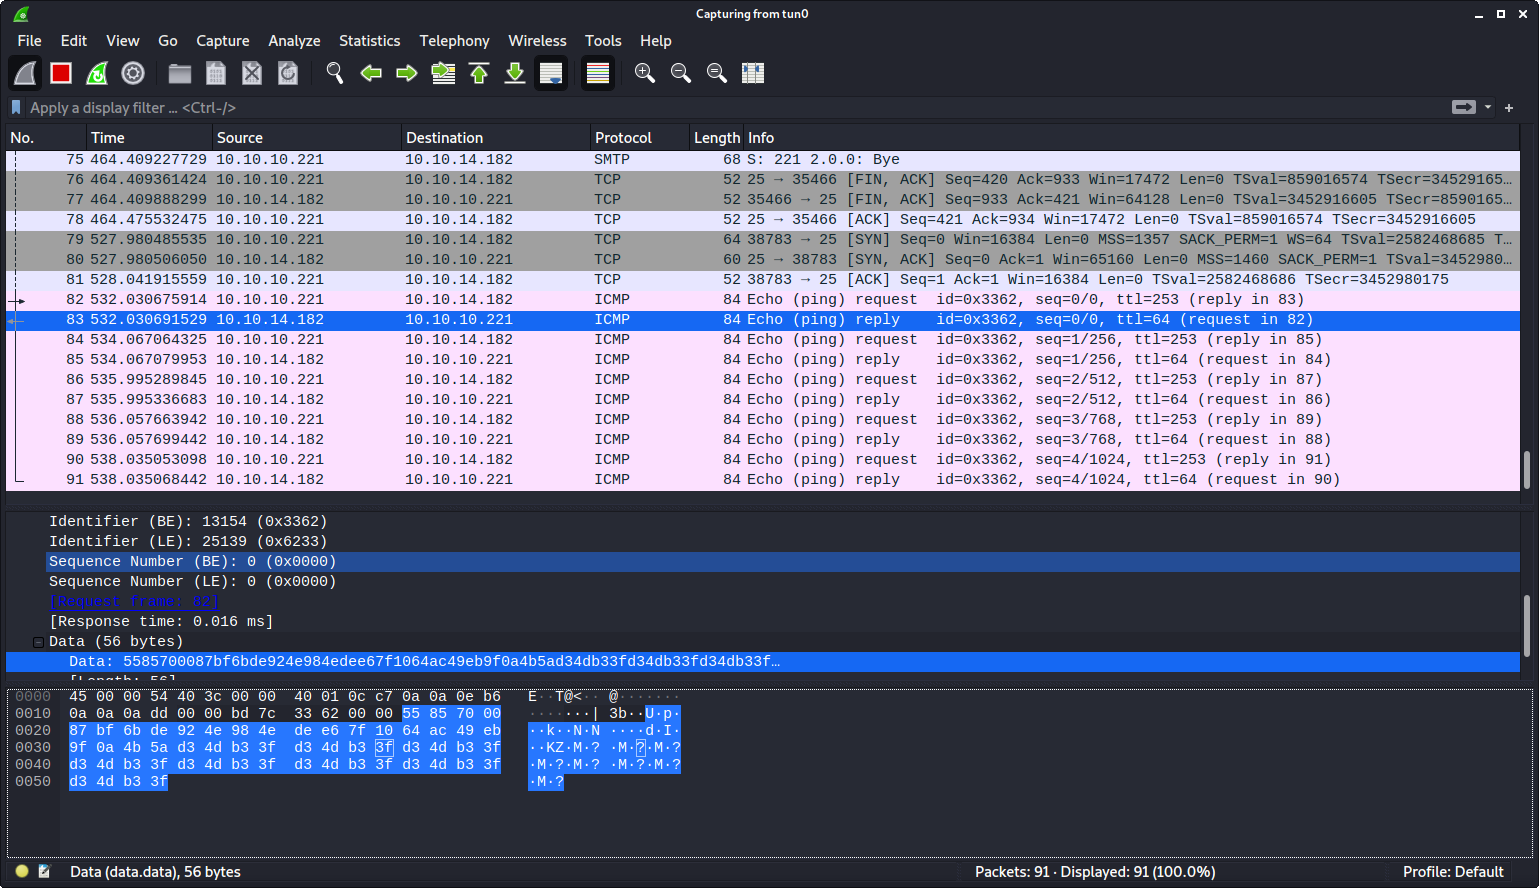 Capturing from tun0
File Edit View Go Capture Analyze Statistics Telephony Wireless Tools Help
Apply a display filter ... <Ctrl-/>
No. Time Source Destination Protocol Length Info
75 464.409227729 10.10.10.221 10.10.14.182 SMTP 68 S: 221 2.0.0: Bye
76 464.409361424 10.10.10.221 10.10.14.182 TCP 52 25 → 35466 [FIN, ACK] Seq=420 Ack=933 Win=17472 Len=0 TSval=859016574 TSecr=34529165…
77 464.409888299 10.10.14.182 10.10.10.221 TCP 52 35466 → 25 [FIN, ACK] Seq=933 Ack=421 Win=64128 Len=0 TSval=3452916605 TSecr=8590165…
78 464.475532475 10.10.10.221 10.10.14.182 TCP 52 25 → 35466 [ACK] Seq=421 Ack=934 Win=17472 Len=0 TSval=859016574 TSecr=3452916605
79 527.980485535 10.10.10.221 10.10.14.182 TCP 64 38783 → 25 [SYN] Seq=0 Win=16384 Len=0 MSS=1357 SACK_PERM=1 WS=64 TSval=2582468685 T…
80 527.980506050 10.10.14.182 10.10.10.221 TCP 60 25 → 38783 [SYN, ACK] Seq=0 Ack=1 Win=65160 Len=0 MSS=1460 SACK_PERM=1 TSval=3452980…
81 528.041915559 10.10.10.221 10.10.14.182 TCP 52 38783 → 25 [ACK] Seq=1 Ack=1 Win=16384 Len=0 TSval=2582468686 TSecr=3452980175
82 532.030675914 10.10.10.221 10.10.14.182 ICMP 84 Echo (ping) request id=0x3362, seq=0/0, ttl=253 (reply in 83)
83 532.030691529 10.10.14.182 10.10.10.221 ICMP 84 Echo (ping) reply id=0x3362, seq=0/0, ttl=64 (request in 82)
84 534.067064325 10.10.10.221 10.10.14.182 ICMP 84 Echo (ping) request id=0x3362, seq=1/256, ttl=253 (reply in 85)
85 534.067079953 10.10.14.182 10.10.10.221 ICMP 84 Echo (ping) reply id=0x3362, seq=1/256, ttl=64 (request in 84)
86 535.995289845 10.10.10.221 10.10.14.182 ICMP 84 Echo (ping) request id=0x3362, seq=2/512, ttl=253 (reply in 87)
87 535.995336683 10.10.14.182 10.10.10.221 ICMP 84 Echo (ping) reply id=0x3362, seq=2/512, ttl=64 (request in 86)
88 536.057663942 10.10.10.221 10.10.14.182 ICMP 84 Echo (ping) request id=0x3362, seq=3/768, ttl=253 (reply in 89)
89 536.057699442 10.10.14.182 10.10.10.221 ICMP 84 Echo (ping) reply id=0x3362, seq=3/768, ttl=64 (request in 88)
90 538.035053098 10.10.10.221 10.10.14.182 ICMP 84 Echo (ping) request id=0x3362, seq=4/1024, ttl=253 (reply in 91)
91 538.035068442 10.10.14.182 10.10.10.221 ICMP 84 Echo (ping) reply id=0x3362, seq=4/1024, ttl=64 (request in 90)
Identifier (BE): 13154 (0x3362)
Identifier (LE): 25139 (0x6233)
Sequence Number (BE): 0 (0x0000)
Sequence Number (LE): 0 (0x0000)
[Request frame: 82]
[Response time: 0.016 ms]
Data (56 bytes)
Data: 5585700087bf6bde924e984edee67f1064ac49eb9f0a4b5ad34db33fd34db33fd34db33f…
[Length: 56]
0000 45 00 00 54 40 3c 00 00 40 01 0c c7 0a 0a 0e b6 E··T@<·· @·······
0010 0a 0a 0a dd 00 00 bd 7c 33 62 00 00 55 85 70 00 ·······| 3b··U·p·
0020 87 bf 6b de 92 4e 98 4e de e6 7f 10 64 ac 49 eb ··k··N·N ····d·I·
0030 9f 0a 4b 5a d3 4d b3 3f d3 4d b3 3f d3 4d b3 3f ··KZ·M·? ·M·?·M·?
0040 d3 4d b3 3f d3 4d b3 3f d3 4d b3 3f d3 4d b3 3f ·M·?·M·? ·M·?·M·?
0050 d3 4d b3 3f ·M·?
Data (data.data), 56 bytes Packets: 91 · Displayed: 91 (100.0%) Profile: Default